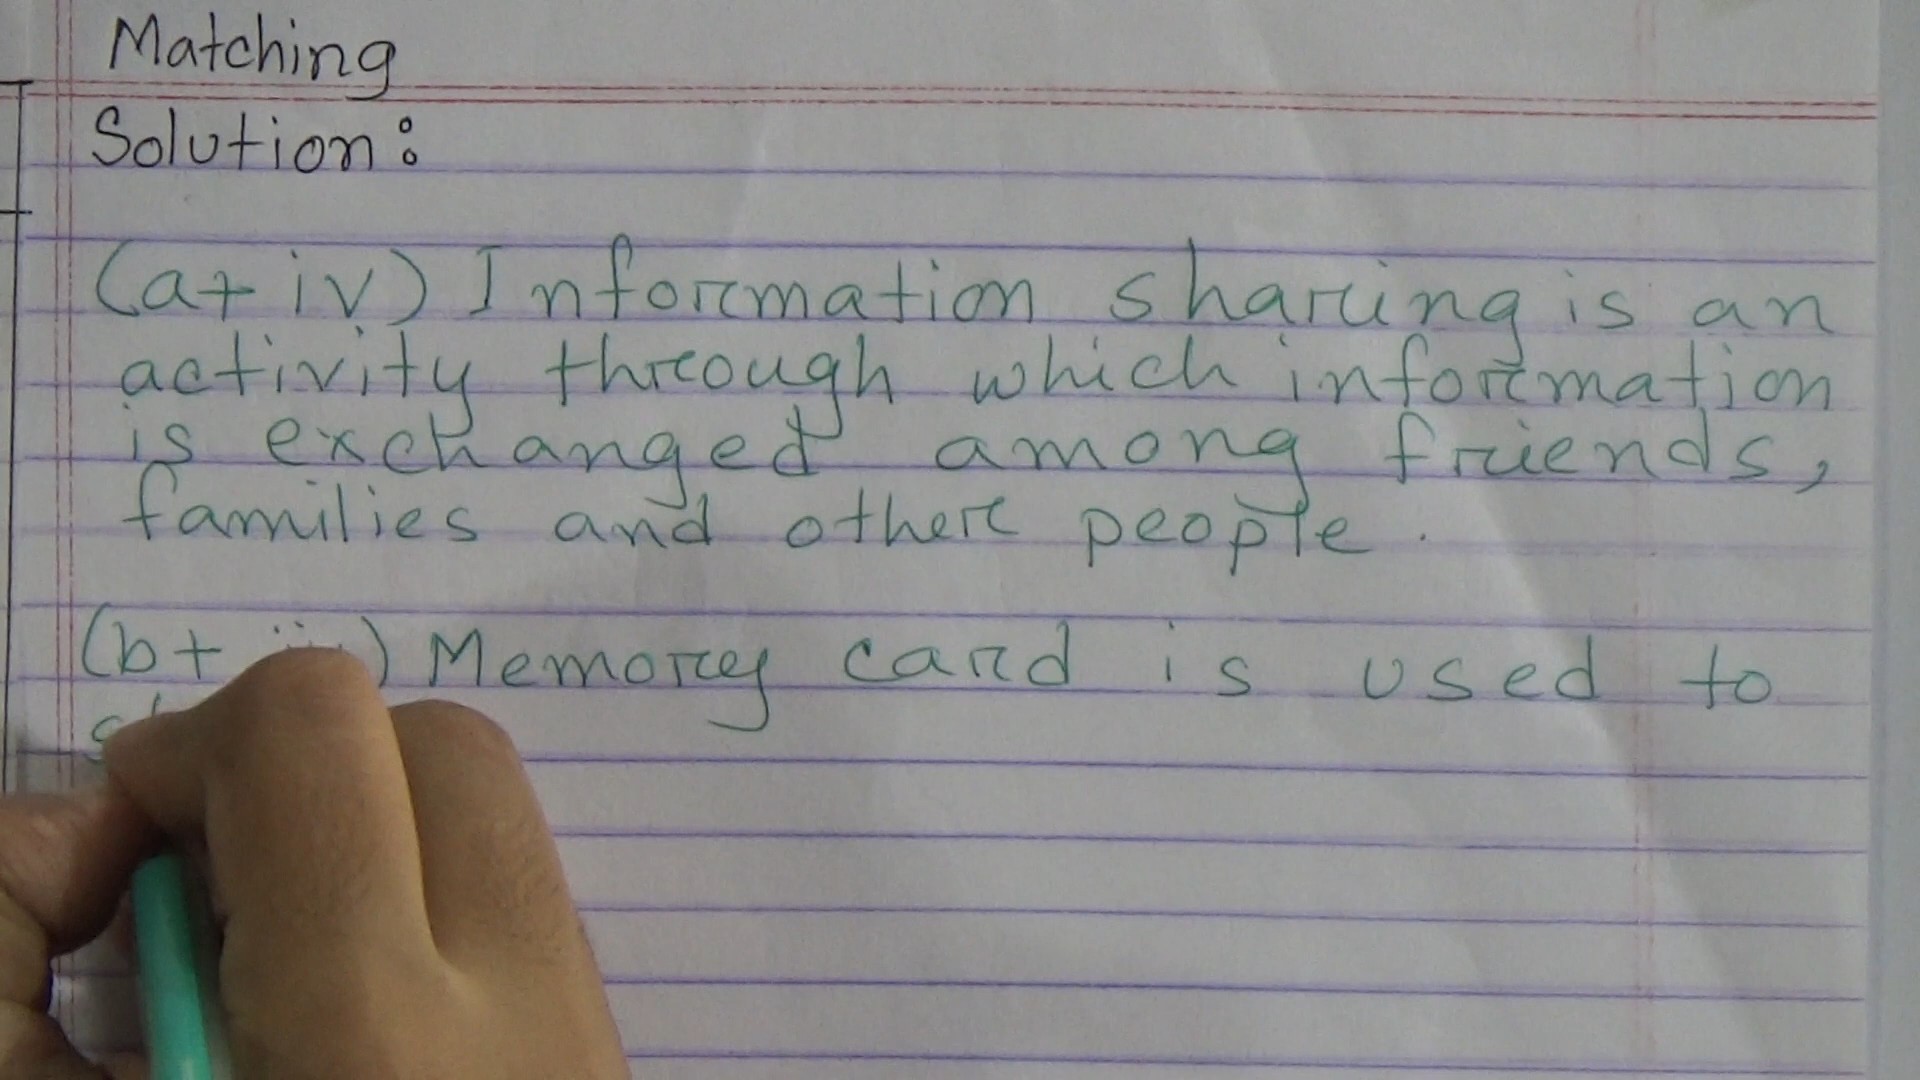 Matching
Solution:
(a+ iv) Information sharing is an
activity through which information
is exchanged among friends,
families and other people.
(b+ ) Memory card is used to